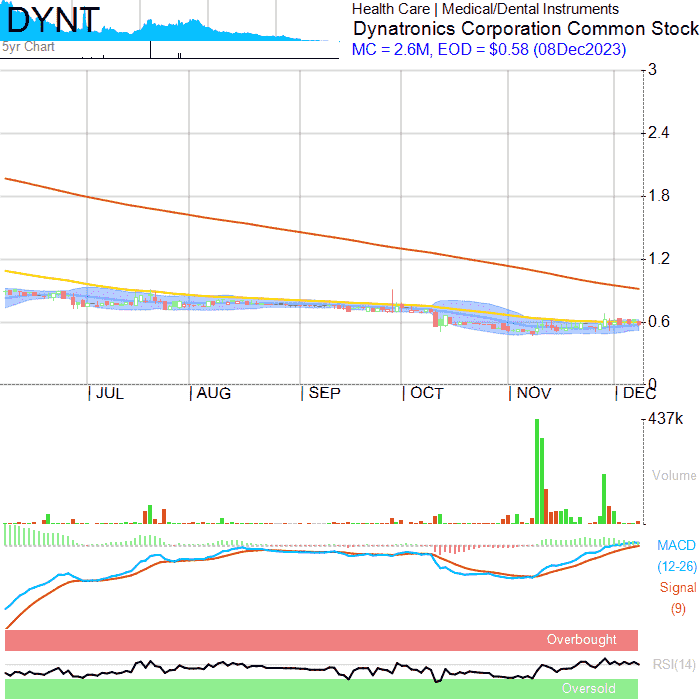 DYNT
5yr Chart
Health Care | Medical/Dental Instruments
Dynatronics Corporation Common Stock
MC = 2.6M, EOD = $0.58 (08Dec2023)
3
2.4
1.8
1.2
0.6
0
JUL AUG SEP OCT NOV DEC
437k
Volume
MACD
(12-26)
Signal
(9)
Overbought
RSI(14)
Oversold